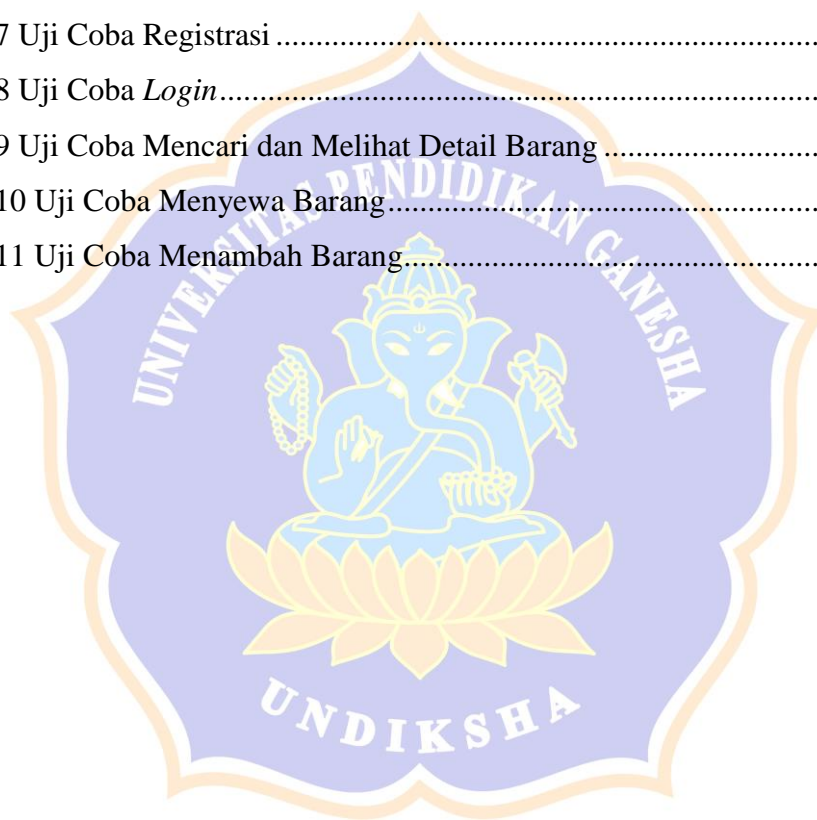 7 Uji Coba Registrasi ....................................................................
8 Uji Coba Login...........................................................................
9 Uji Coba Mencari dan Melihat Detail Barang ...........................
10 Uji Coba Menyewa Barang......................................................
11 Uji Coba Menambah Barang....................................................
UNIVERSITAS PENDIDIKAN GANESHA
UNDIKSHA